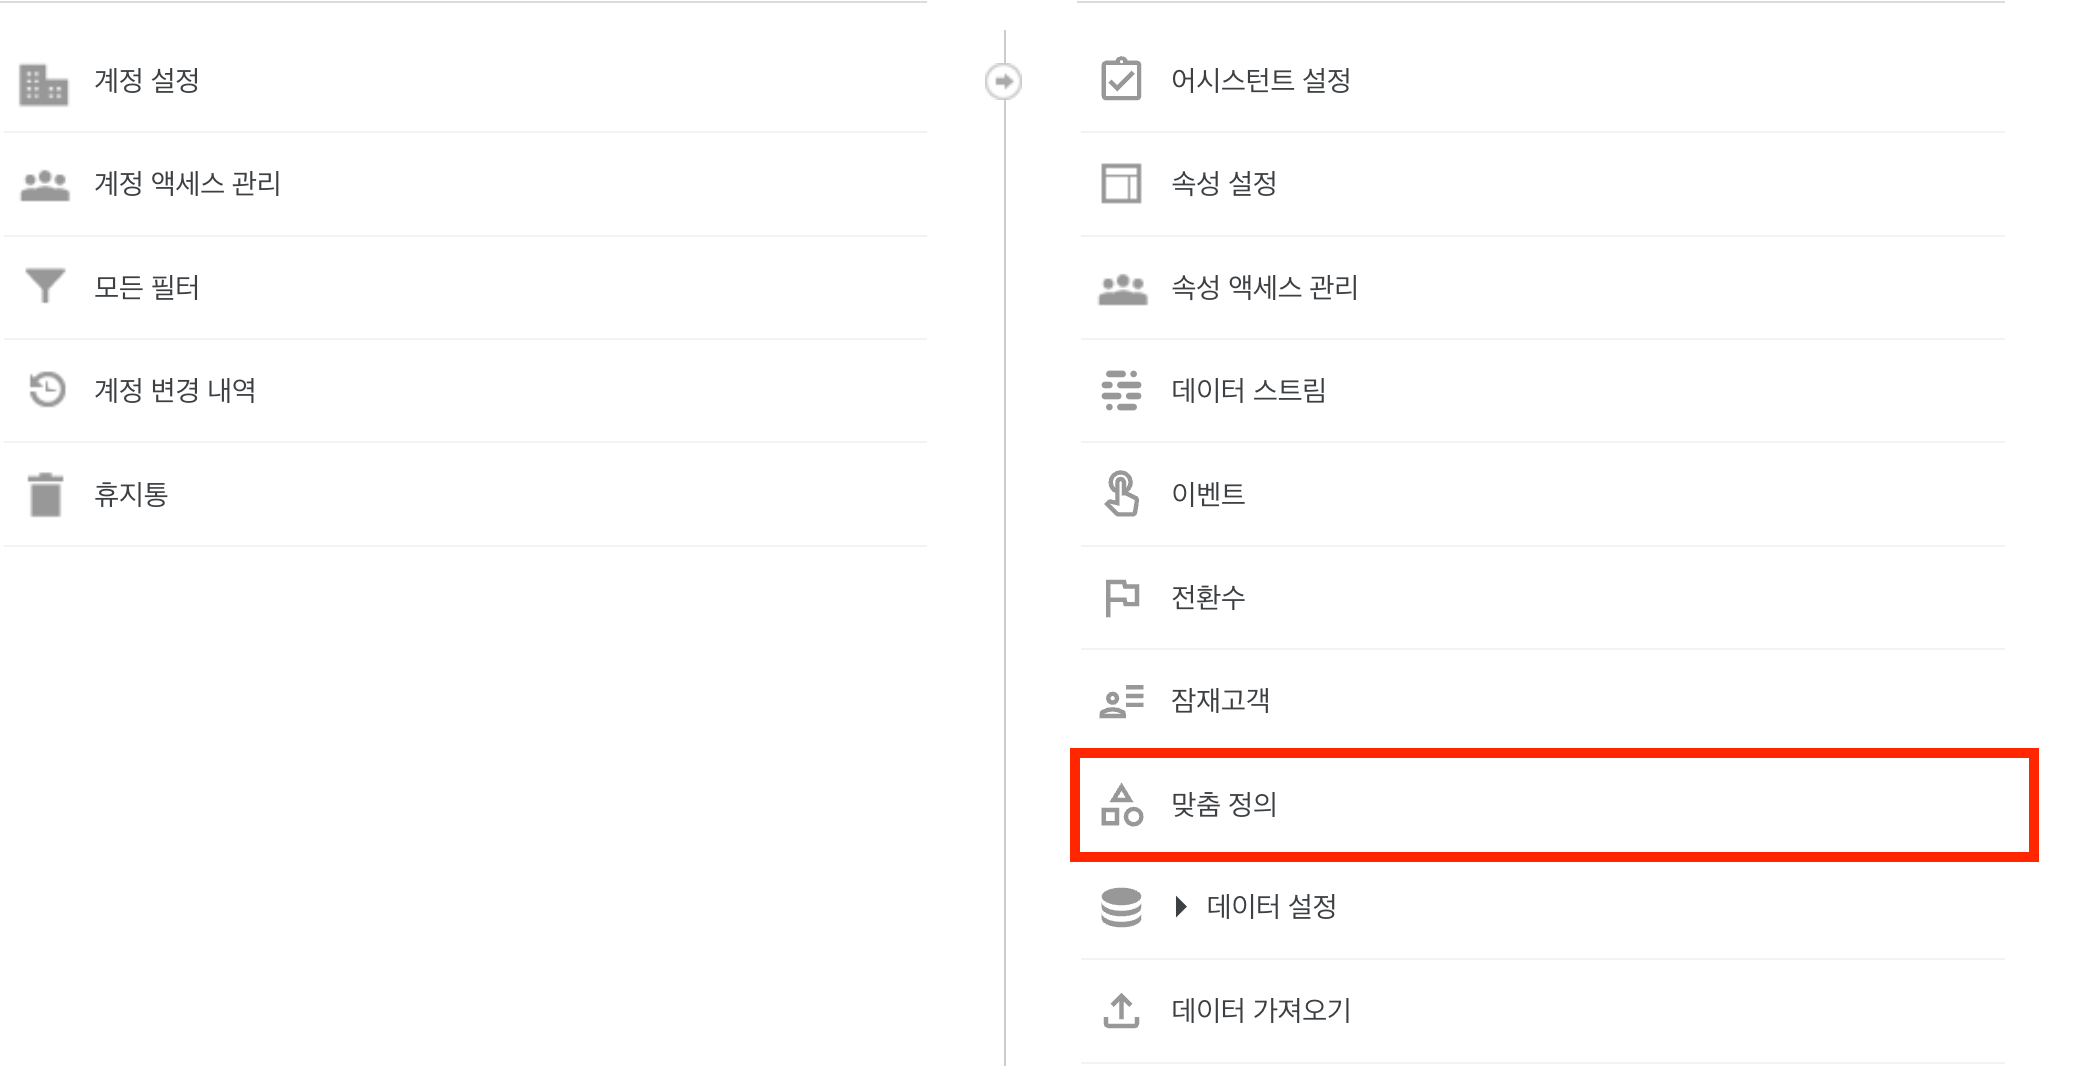 계정 설정
계정 액세스 관리
모든 필터
계정 변경 내역
휴지통
어시스턴트 설정
속성 설정
속성 액세스 관리
데이터 스트림
이벤트
전환수
잠재고객
맞춤 정의
데이터 설정
데이터 가져오기